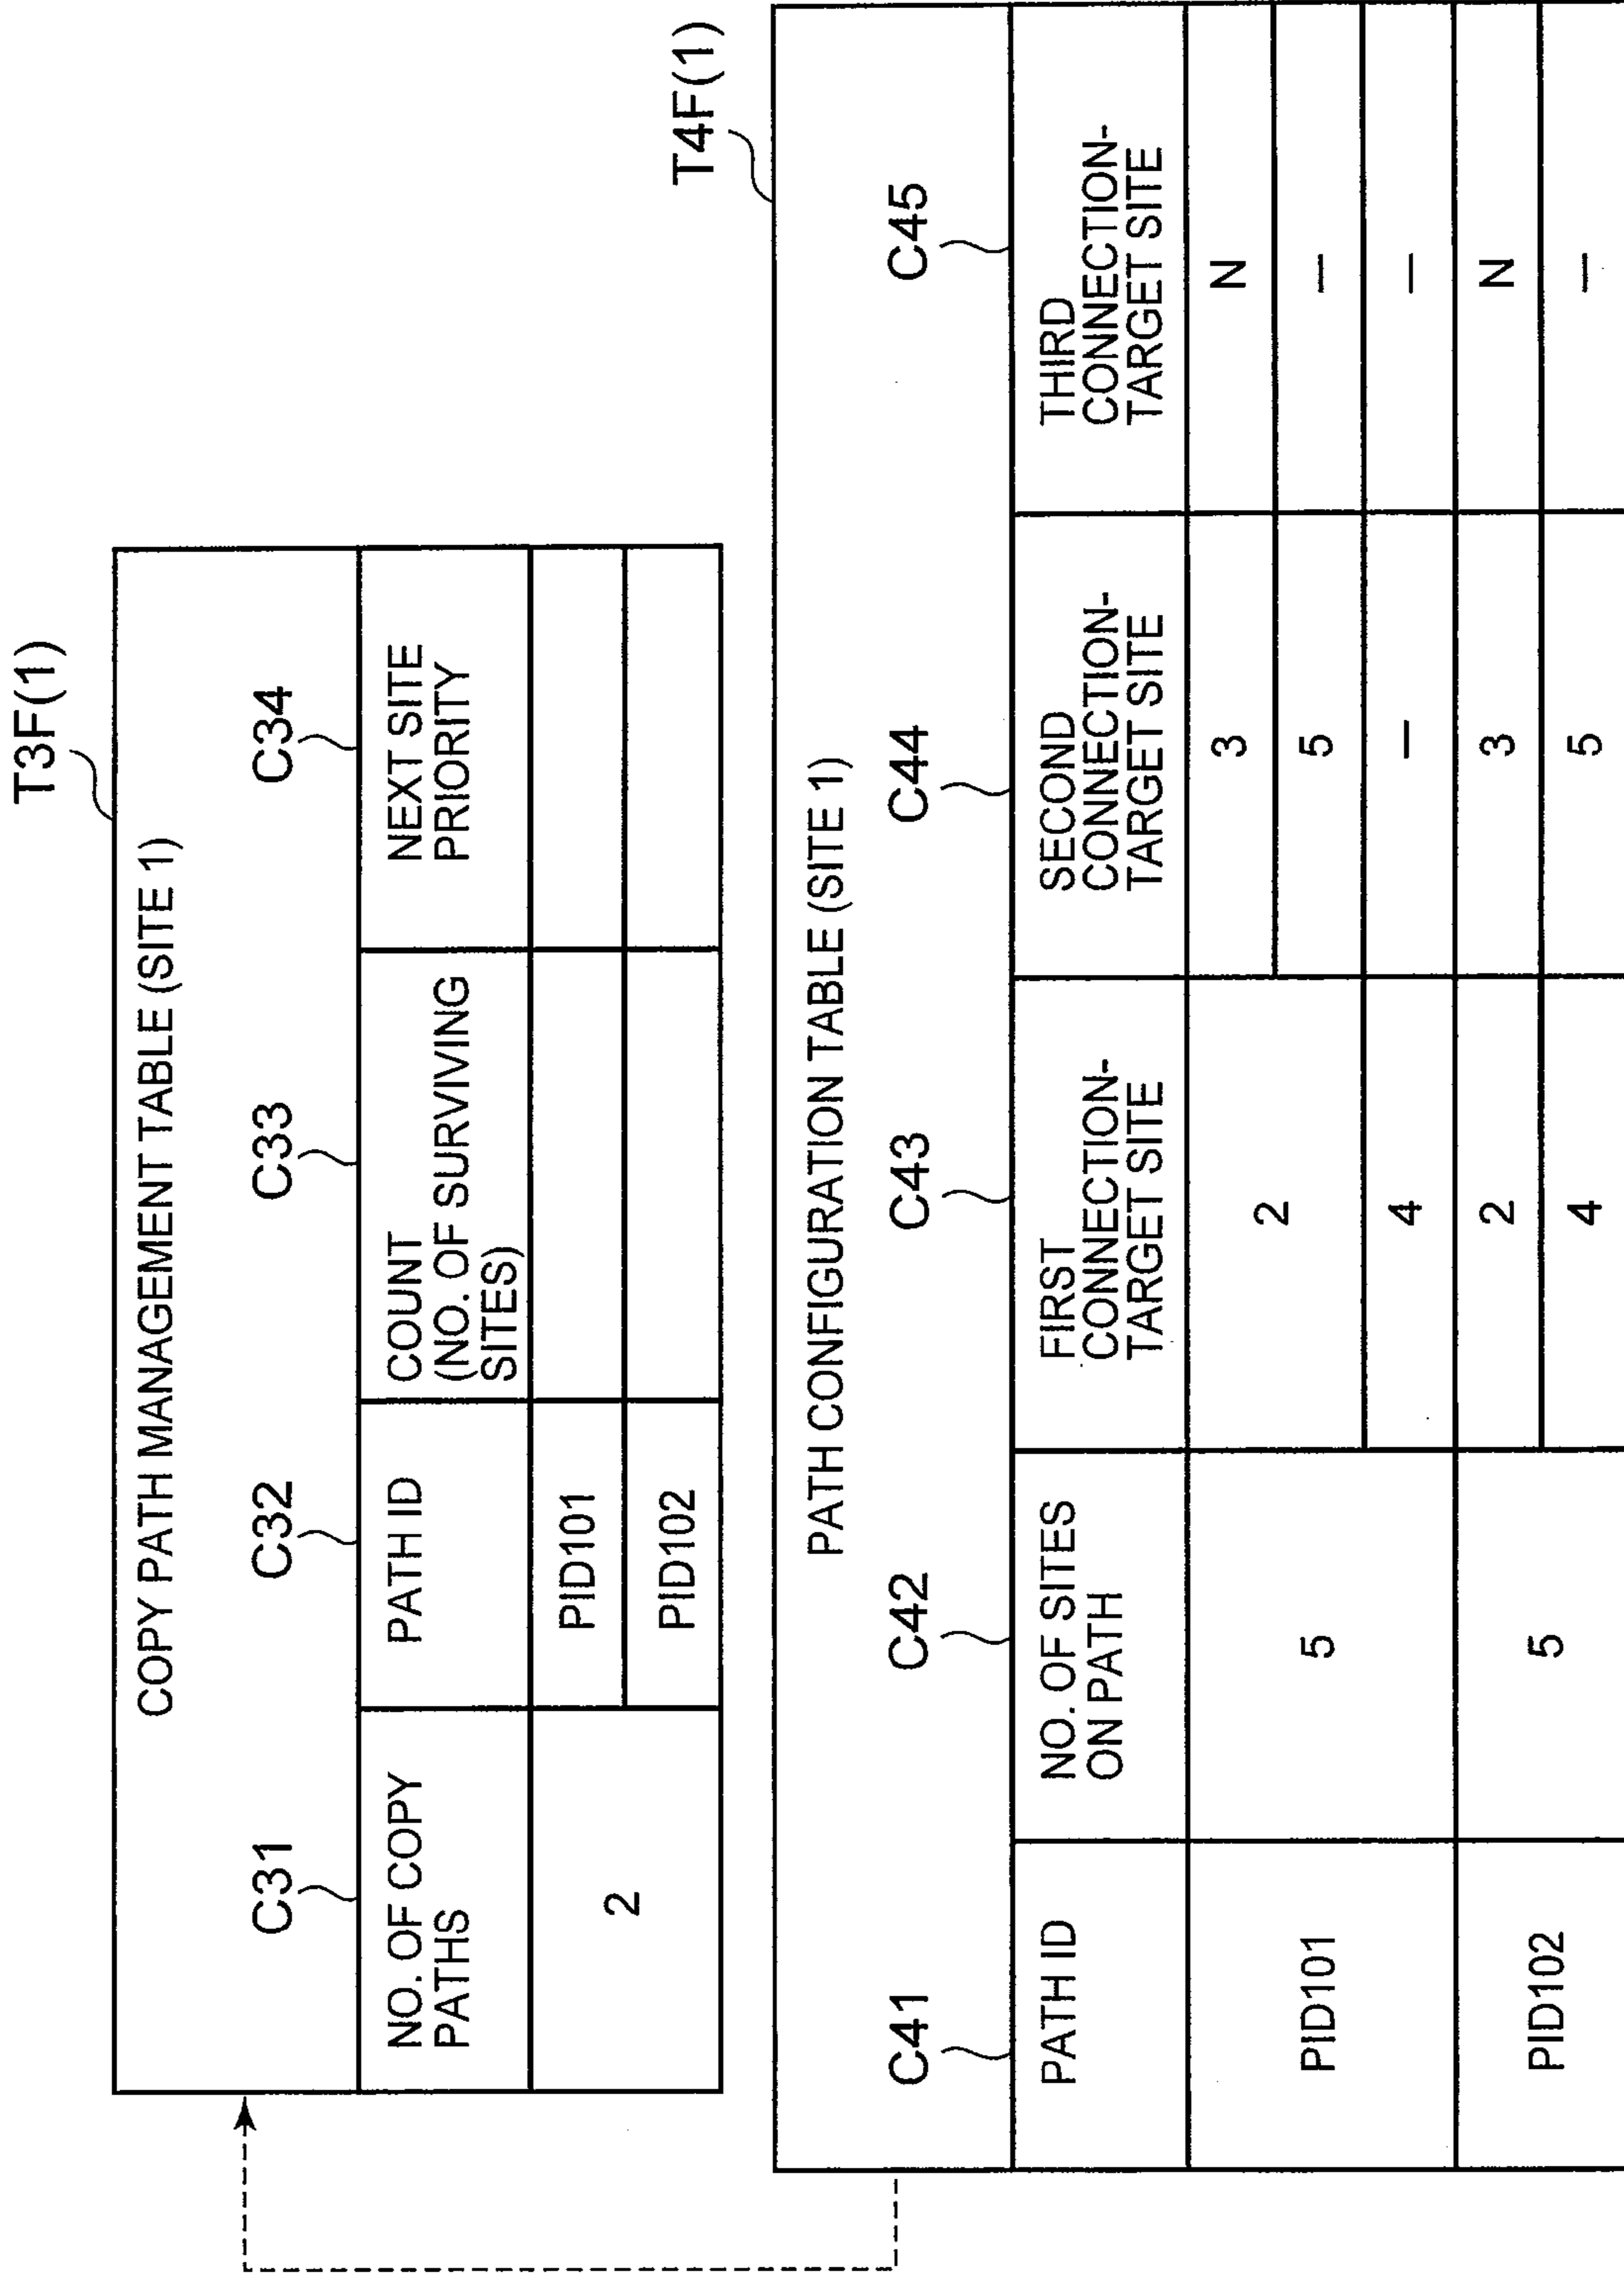 T3F(1)
COPY PATH MANAGEMENT TABLE (SITE 1)
C31
C32
C33
C34
NO. OF COPY
PATHS
PATH ID
COUNT
(NO. OF SURVIVING
SITES)
NEXT SITE
PRIORITY
2
PID101
PID102
T4F(1)
PATH CONFIGURATION TABLE (SITE 1)
C41
C42
C43
C44
C45
PATH ID
NO. OF SITES
ON PATH
FIRST
CONNECTION-
TARGET SITE
SECOND
CONNECTION-
TARGET SITE
THIRD
CONNECTION-
TARGET SITE
PID101
5
2
3
N
5
—
4
—
—
PID102
5
2
3
N
4
5
—